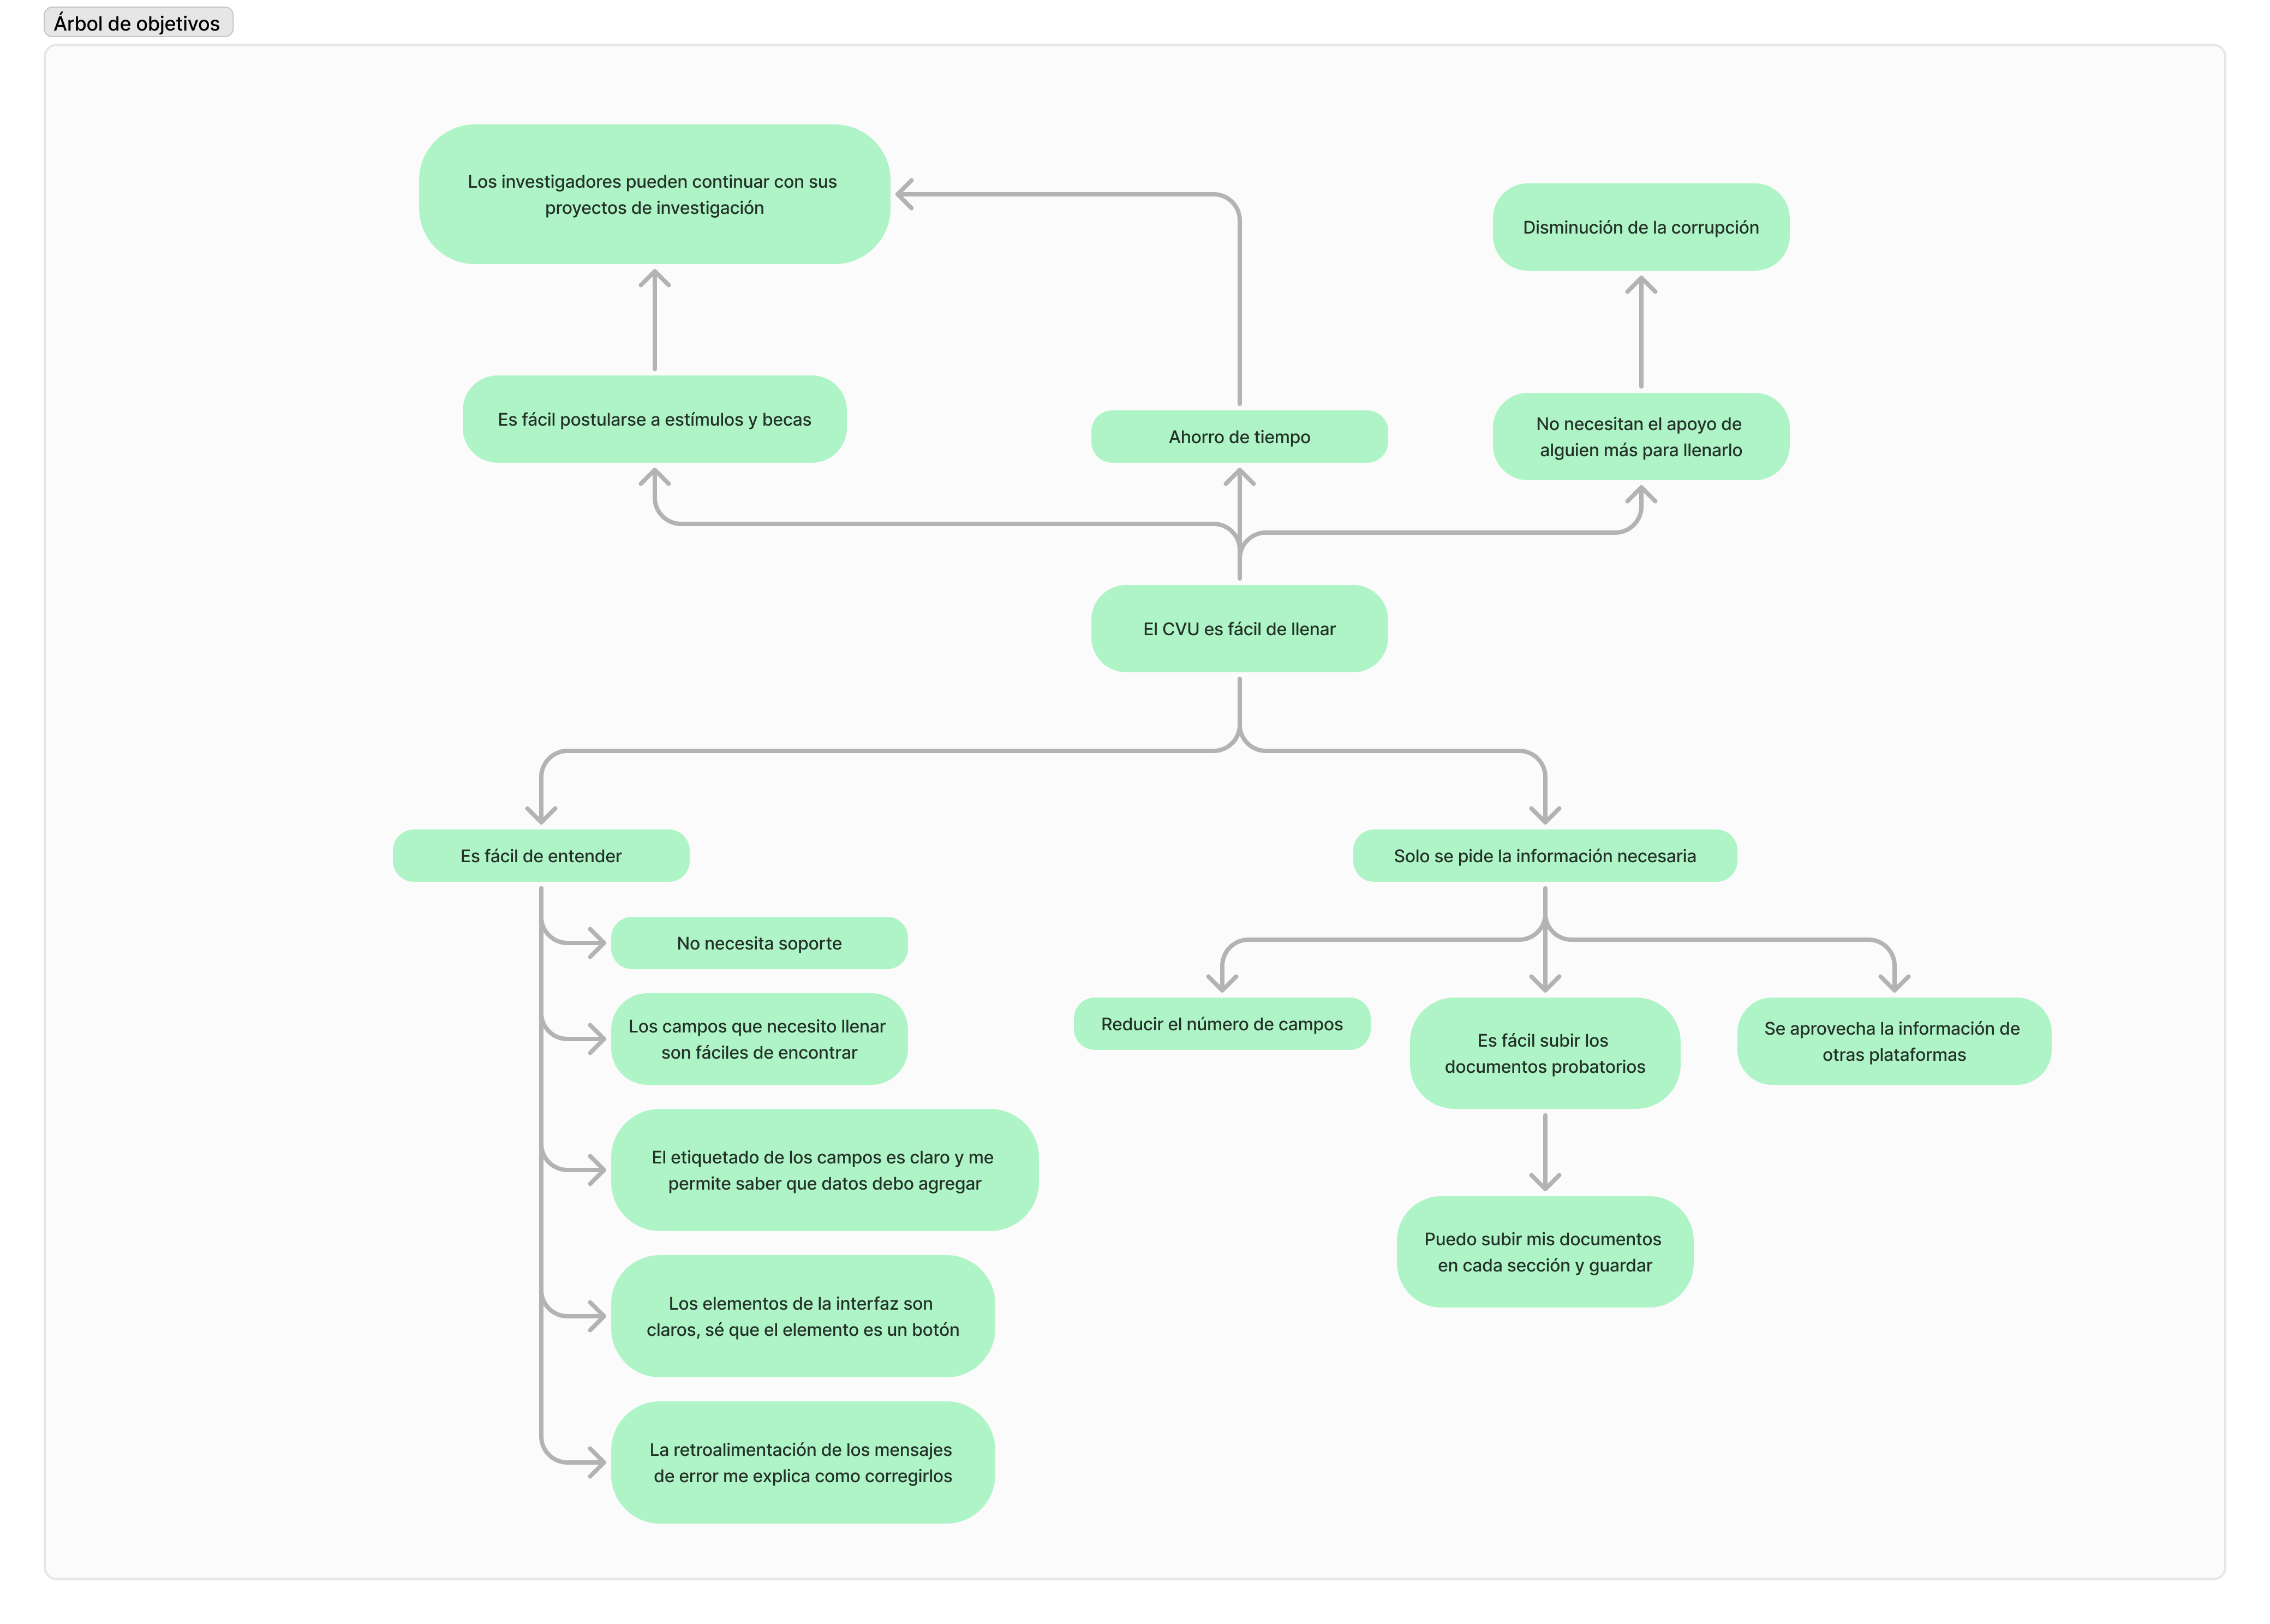 Árbol de objetivos
Los investigadores pueden continuar con sus
proyectos de investigación
Disminución de la corrupción
Es fácil postularse a estímulos y becas
Ahorro de tiempo
No necesitan el apoyo de
alguien más para llenarlo
El CVU es fácil de llenar
Es fácil de entender
Solo se pide la información necesaria
No necesita soporte
Los campos que necesito llenar
son fáciles de encontrar
El etiquetado de los campos es claro y me
permite saber que datos debo agregar
Los elementos de la interfaz son
claros, sé que el elemento es un botón
La retroalimentación de los mensajes
de error me explica como corregirlos
Reducir el número de campos
Es fácil subir los
documentos probatorios
Se aprovecha la información de
otras plataformas
Puedo subir mis documentos
en cada sección y guardar